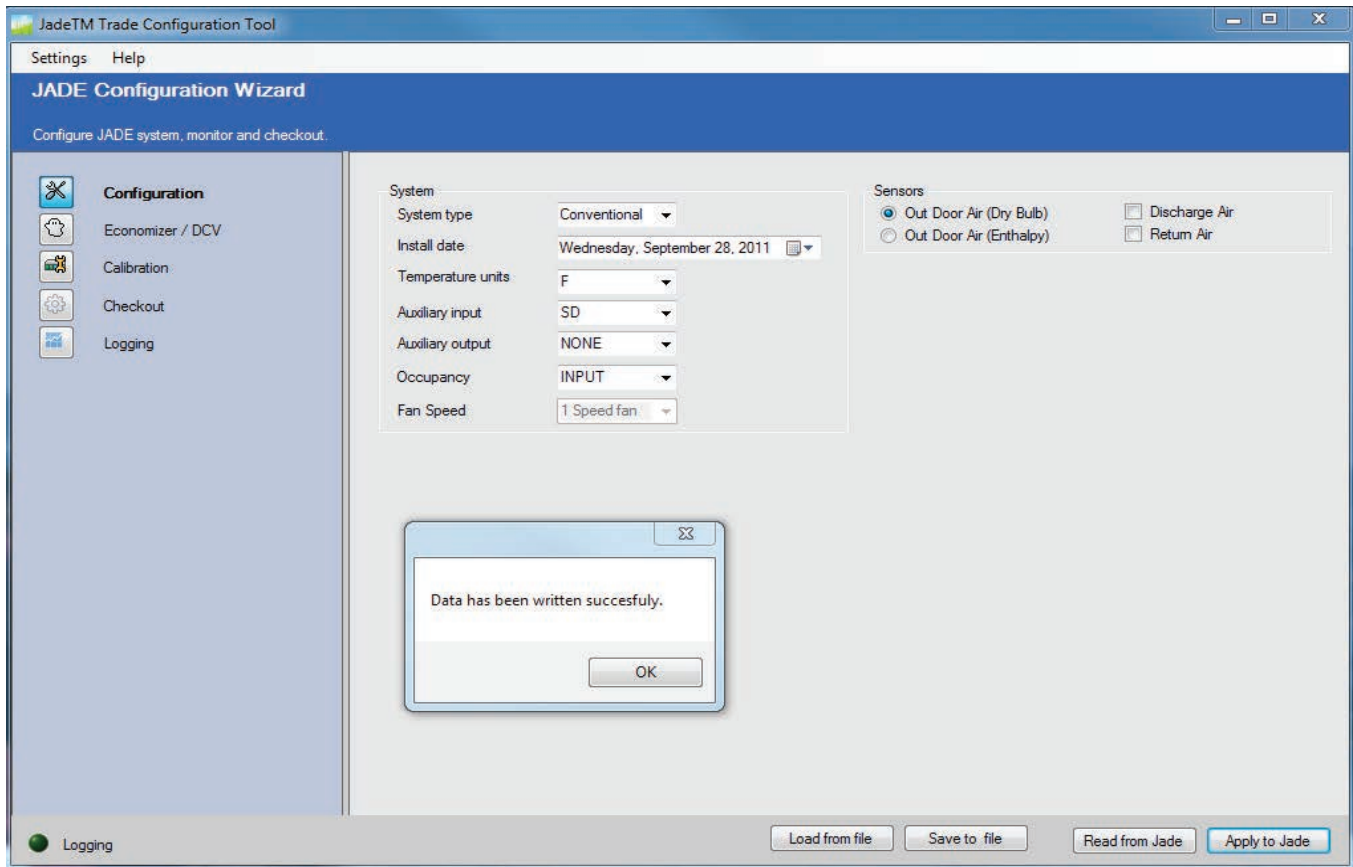 JadeTM Trade Configuration Tool
Settings Help
JADE Configuration Wizard
Configure JADE system, monitor and checkout.
Configuration
Economizer / DCV
Calibration
Checkout
Logging
System
System type Conventional
Install date Wednesday, September 28, 2011
Temperature units F
Auxiliary input SD
Auxiliary output NONE
Occupancy INPUT
Fan Speed 1 Speed fan
Sensors
Out Door Air (Dry Bulb) Discharge Air
Out Door Air (Enthalpy) Return Air
Data has been written succesfuly.
OK
Logging
Load from file Save to file Read from Jade Apply to Jade